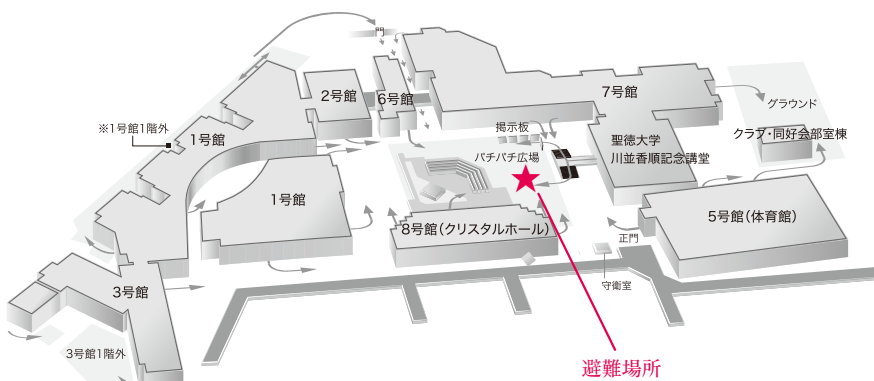 門
2号館
6号館
7号館
グラウンド
※1号館1階外
1号館
掲示板
クラブ・同好会部室棟
聖徳大学
川並香順記念講堂
パチパチ広場
1号館
8号館(クリスタルホール)
5号館(体育館)
正門
3号館
守衛室
3号館1階外
避難場所